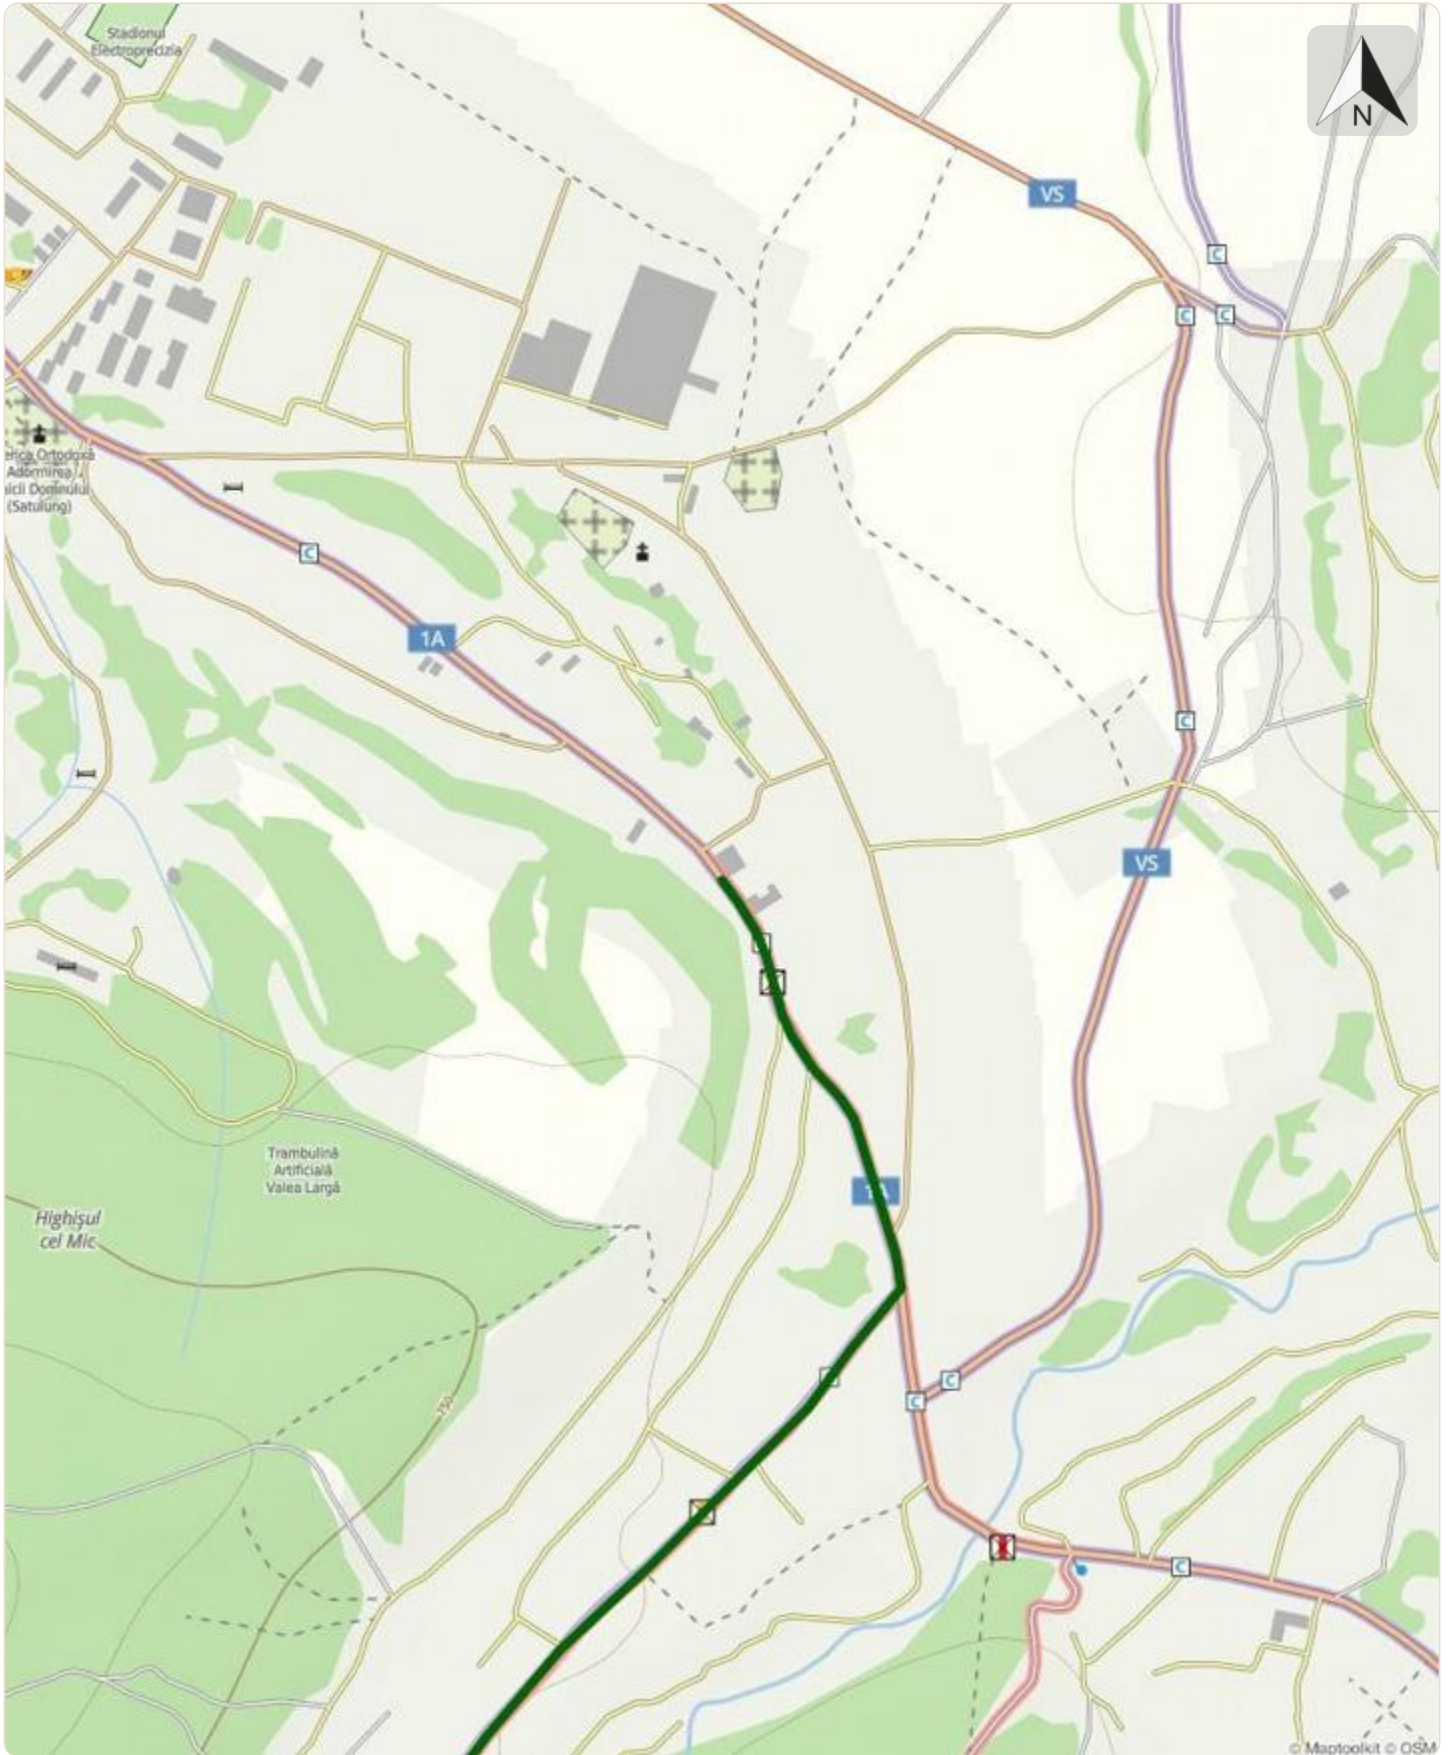 Stadionul
Electroprecizia
N
VS
C
C
C
erica Ortodoxă
Adormirea
aicii Domnului
(Satulung)
C
1A
C
VS
Trambulină
Artificială
Valea Largă
1A
Highișul
cel Mic
C
C
750
C
© Maptoolkit © OSM